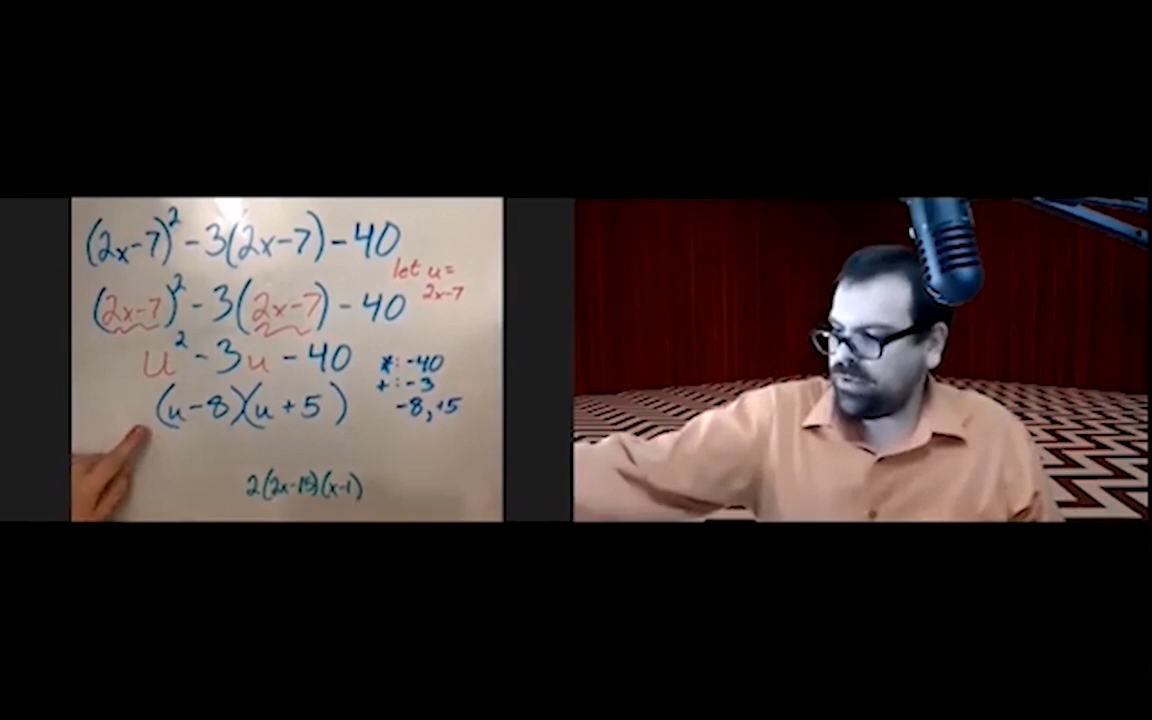 (2x-7)² - 3(2x-7) - 40
let u =
2x-7
(2x-7)² - 3(2x-7) - 40
u² - 3u - 40
*: -40
+: -3
(u-8)(u+5)
-8, +5
2(2x-15)(x-1)